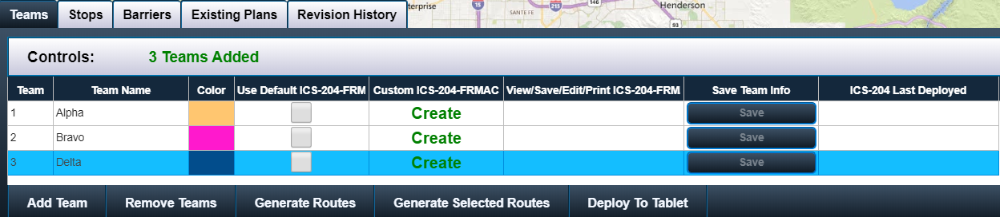 Teams Stops Barriers Existing Plans Revision History
terprise SANTE FE 15 215 146 Henderson
93
Controls: 3 Teams Added
Team Team Name Color Use Default ICS-204-FRM Custom ICS-204-FRMAC View/Save/Edit/Print ICS-204-FRM Save Team Info ICS-204 Last Deployed
1 Alpha Create Save
2 Bravo Create Save
3 Delta Create Save
Add Team Remove Teams Generate Routes Generate Selected Routes Deploy To Tablet